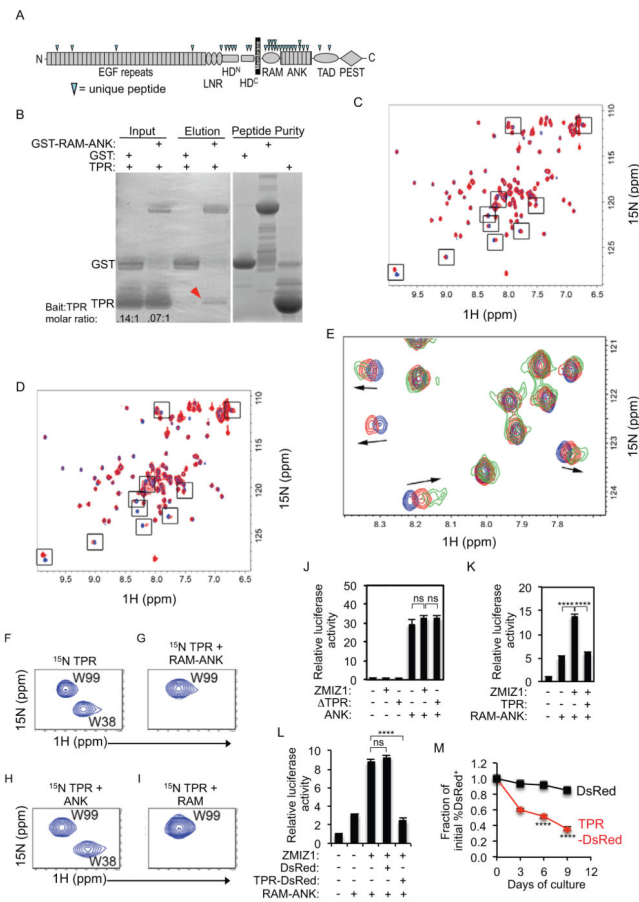 A
N
EGF repeats
LNR
HDN
HDC
Membrane
RAM ANK
TAD
PEST
C
= unique peptide
B
Input Elution Peptide Purity
GST-RAM-ANK: - + - + - + -
GST: + - + - + - -
TPR: + + + + - - +
GST
TPR
Bait:TPR
molar ratio:
.14:1 .07:1
C
110
115
120
125
15N (ppm)
9.5 9.0 8.5 8.0 7.5 7.0 6.5
1H (ppm)
D
110
115
120
125
15N (ppm)
9.5 9.0 8.5 8.0 7.5 7.0 6.5
1H (ppm)
E
121
122
123
124
15N (ppm)
8.3 8.2 8.1 8.0 7.9 7.8
1H (ppm)
F
15N TPR
W99
W38
G
15N TPR +
RAM-ANK
W99
15N (ppm)
1H (ppm)
H
15N TPR +
ANK
W99
W38
I
15N TPR +
RAM
W99
15N (ppm)
1H (ppm)
J
Relative luciferase
activity
50
40
30
20
10
0
ns ns
ZMIZ1: - + - - + -
ΔTPR: - - + - - +
ANK: - - - + + +
K
Relative luciferase
activity
20
15
10
5
0
**** ****
ZMIZ1: - - + +
TPR: - - - +
RAM-ANK: - + + +
L
Relative luciferase
activity
10
8
6
4
2
0
****
ns
ZMIZ1: - - + + +
DsRed: - - - + -
TPR-DsRed: - - - - +
RAM-ANK: - + + + +
M
Fraction of
initial %DsRed+
1.2
1.0
0.8
0.6
0.4
0.2
0.0
DsRed
TPR
-DsRed
****
****
0 3 6 9 12
Days of culture